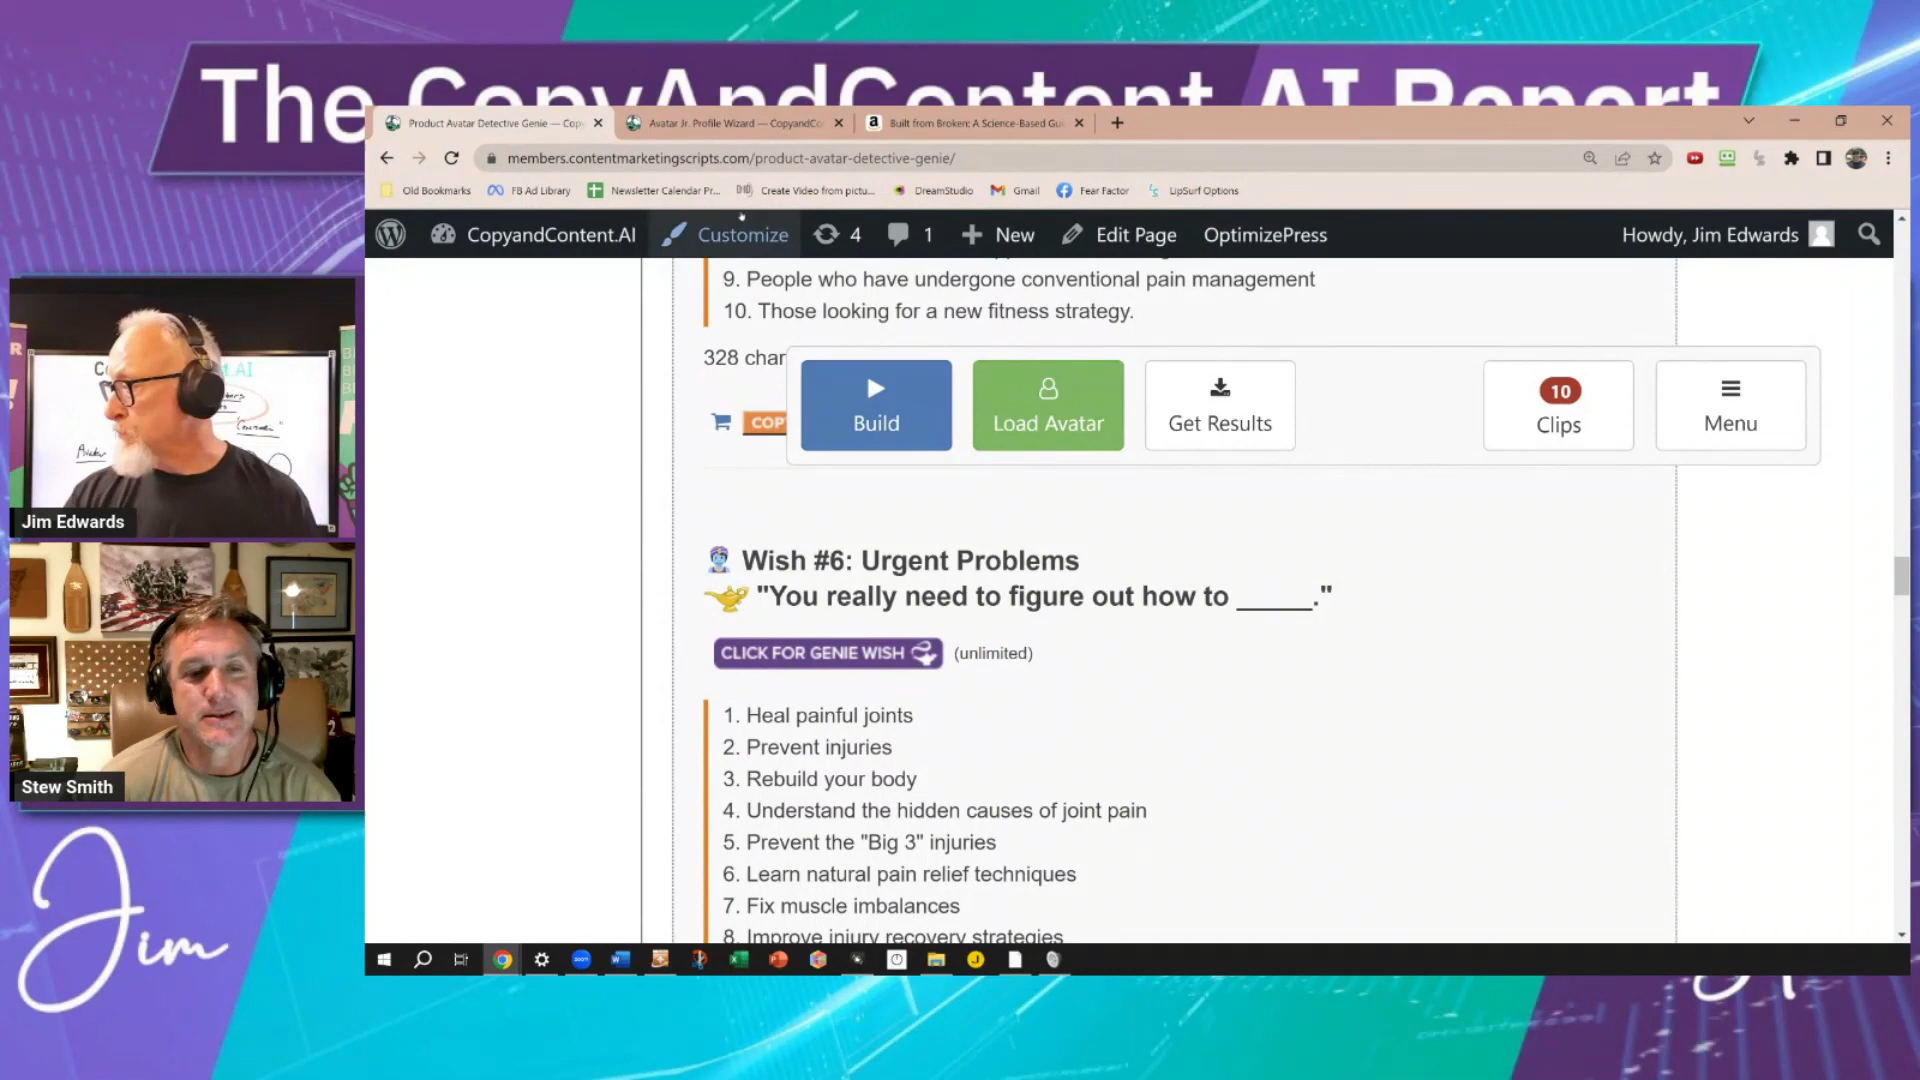 The CopyAndContent AI Report
Product Avatar Detective Genie — Cop
Avatar Jr. Profile Wizard — CopyandCo
Built from Broken: A Science-Based Gu
members.contentmarketingscripts.com/product-avatar-detective-genie/
Old Bookmarks
FB Ad Library
Newsletter Calendar Pr...
Create Video from pictu...
DreamStudio
Gmail
Fear Factor
LipSurf Options
CopyandContent.AI
Customize
4
1
New
Edit Page
OptimizePress
Howdy, Jim Edwards
9. People who have undergone conventional pain management
10. Those looking for a new fitness strategy.
328 char
COP
Build
Load Avatar
Get Results
10
Clips
Menu
Wish #6: Urgent Problems
"You really need to figure out how to _____."
CLICK FOR GENIE WISH
(unlimited)
1. Heal painful joints
2. Prevent injuries
3. Rebuild your body
4. Understand the hidden causes of joint pain
5. Prevent the "Big 3" injuries
6. Learn natural pain relief techniques
7. Fix muscle imbalances
8. Improve injury recovery strategies
Avatar
Jim Edwards
Stew Smith
Jim